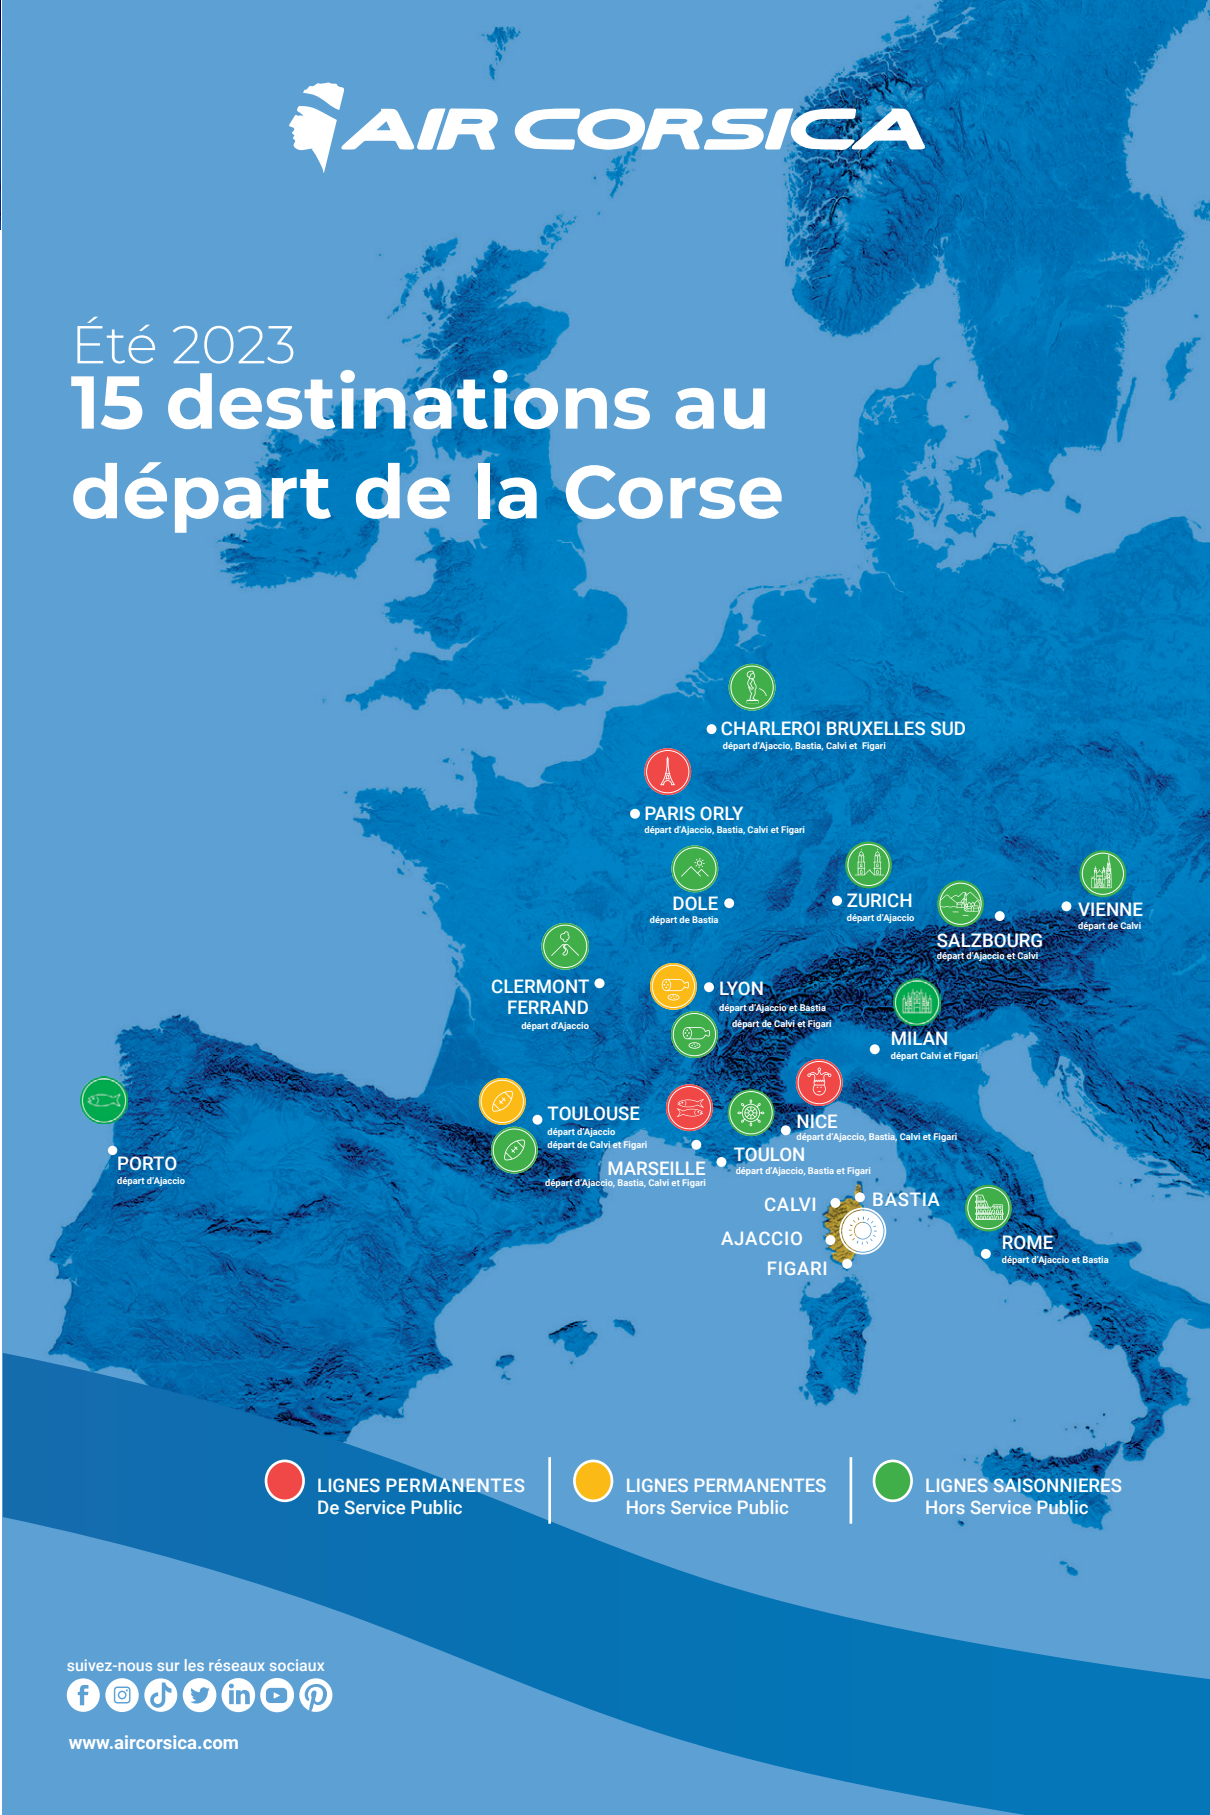 AIR CORSICA
Été 2023
15 destinations au
départ de la Corse
CHARLEROI BRUXELLES SUD
départ d'Ajaccio, Bastia, Calvi et Figari
PARIS ORLY
départ d'Ajaccio, Bastia, Calvi et Figari
DOLE
départ de Bastia
ZURICH
départ d'Ajaccio
SALZBOURG
départ d'Ajaccio et Calvi
VIENNE
départ de Calvi
CLERMONT
FERRAND
départ d'Ajaccio
LYON
départ d'Ajaccio et Bastia
départ de Calvi et Figari
MILAN
départ Calvi et Figari
PORTO
départ d'Ajaccio
TOULOUSE
départ d'Ajaccio
départ de Calvi et Figari
MARSEILLE
départ d'Ajaccio, Bastia, Calvi et Figari
NICE
départ d'Ajaccio, Bastia, Calvi et Figari
TOULON
départ d'Ajaccio, Bastia et Figari
CALVI
BASTIA
AJACCIO
FIGARI
ROME
départ d'Ajaccio et Bastia
LIGNES PERMANENTES
De Service Public
LIGNES PERMANENTES
Hors Service Public
LIGNES SAISONNIERES
Hors Service Public
suivez-nous sur les réseaux sociaux
www.aircorsica.com